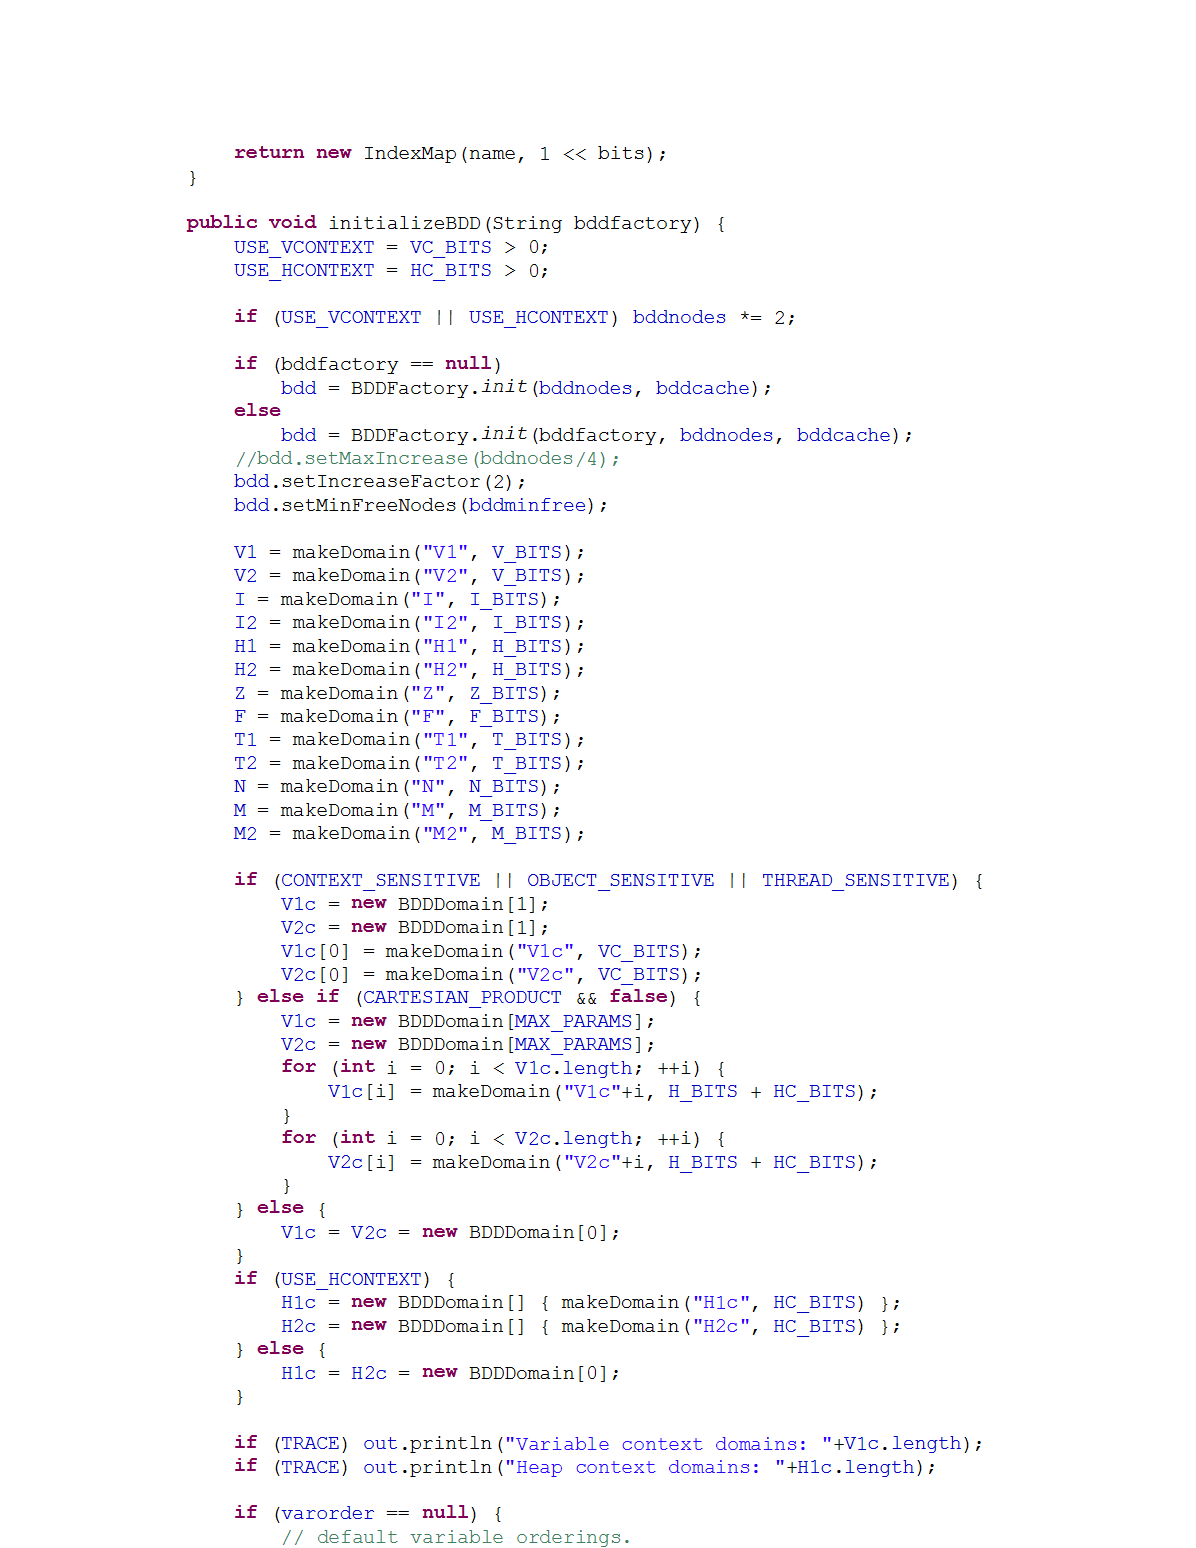 return new IndexMap(name, 1 << bits);
}
public void initializeBDD(String bddfactory) {
USE_VCONTEXT = VC_BITS > 0;
USE_HCONTEXT = HC_BITS > 0;
if (USE_VCONTEXT || USE_HCONTEXT) bddnodes *= 2;
if (bddfactory == null)
bdd = BDDFactory.init(bddnodes, bddcache);
else
bdd = BDDFactory.init(bddfactory, bddnodes, bddcache);
//bdd.setMaxIncrease(bddnodes/4);
bdd.setIncreaseFactor(2);
bdd.setMinFreeNodes(bddminfree);
V1 = makeDomain("V1", V_BITS);
V2 = makeDomain("V2", V_BITS);
I = makeDomain("I", I_BITS);
I2 = makeDomain("I2", I_BITS);
H1 = makeDomain("H1", H_BITS);
H2 = makeDomain("H2", H_BITS);
Z = makeDomain("Z", Z_BITS);
F = makeDomain("F", F_BITS);
T1 = makeDomain("T1", T_BITS);
T2 = makeDomain("T2", T_BITS);
N = makeDomain("N", N_BITS);
M = makeDomain("M", M_BITS);
M2 = makeDomain("M2", M_BITS);
if (CONTEXT_SENSITIVE || OBJECT_SENSITIVE || THREAD_SENSITIVE) {
V1c = new BDDDomain[1];
V2c = new BDDDomain[1];
V1c[0] = makeDomain("V1c", VC_BITS);
V2c[0] = makeDomain("V2c", VC_BITS);
} else if (CARTESIAN_PRODUCT && false) {
V1c = new BDDDomain[MAX_PARAMS];
V2c = new BDDDomain[MAX_PARAMS];
for (int i = 0; i < V1c.length; ++i) {
V1c[i] = makeDomain("V1c"+i, H_BITS + HC_BITS);
}
for (int i = 0; i < V2c.length; ++i) {
V2c[i] = makeDomain("V2c"+i, H_BITS + HC_BITS);
}
} else {
V1c = V2c = new BDDDomain[0];
}
if (USE_HCONTEXT) {
H1c = new BDDDomain[] { makeDomain("H1c", HC_BITS) };
H2c = new BDDDomain[] { makeDomain("H2c", HC_BITS) };
} else {
H1c = H2c = new BDDDomain[0];
}
if (TRACE) out.println("Variable context domains: "+V1c.length);
if (TRACE) out.println("Heap context domains: "+H1c.length);
if (varorder == null) {
// default variable orderings.